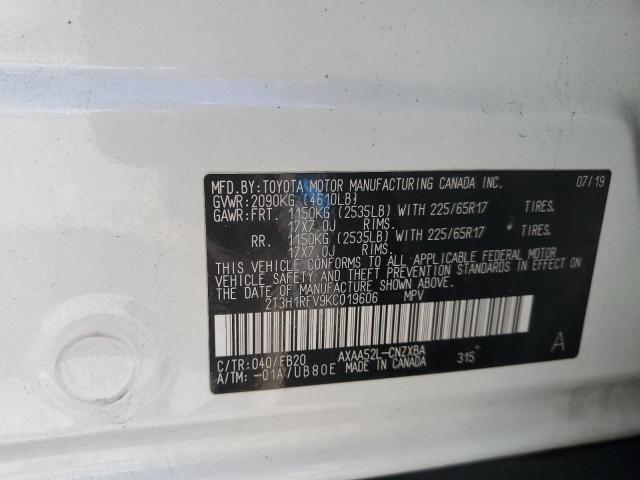 MFD.BY:TOYOTA MOTOR MANUFACTURING CANADA INC. 07/19
GVWR:2090KG (4610LB)
GAWR:FRT. 1150KG (2535LB) WITH 225/65R17 TIRES.
17X7.0J RIMS.
RR. 1150KG (2535LB) WITH 225/65R17 TIRES.
17X7.0J RIMS.
THIS VEHICLE CONFORMS TO ALL APPLICABLE FEDERAL MOTOR
VEHICLE SAFETY AND THEFT PREVENTION STANDARDS IN EFFECT
ON THE DATE OF MANUFACTURE SHOWN ABOVE.
2T3H1RFV9KC019606 MPV
C/TR:040/FB20 AXAA52L-CNZXBA 315 A
A/TM:-01A/UB80E MADE IN CANADA